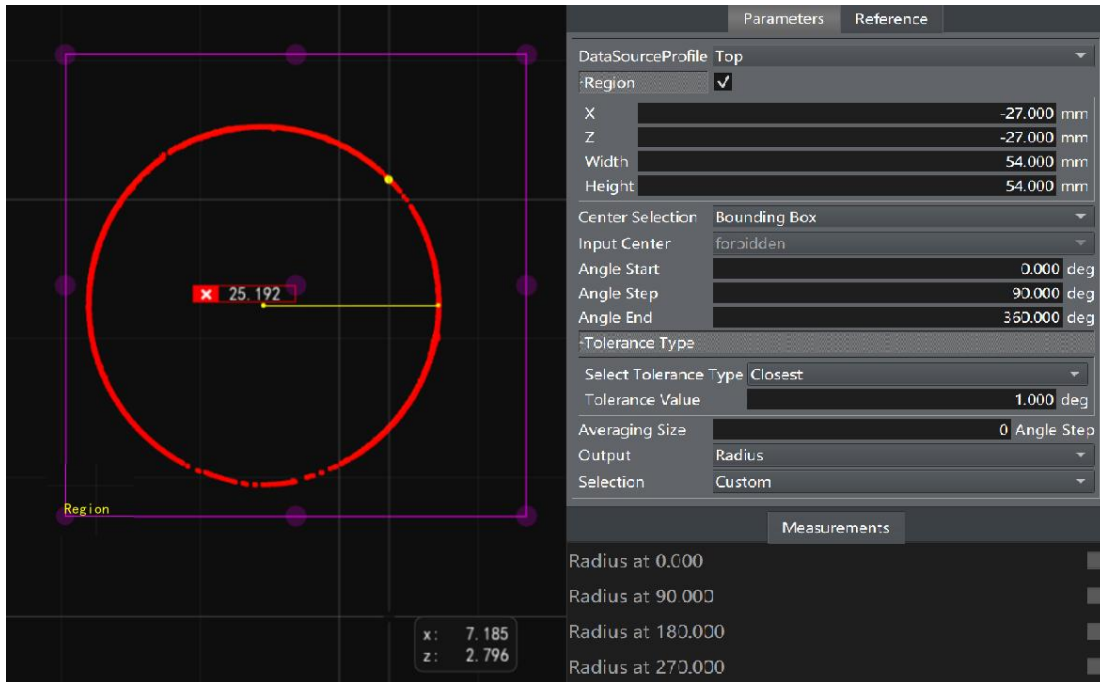 Parameters Reference
DataSourceProfile Top
-Region
X -27.000 mm
Z -27.000 mm
Width 54.000 mm
Height 54.000 mm
Center Selection Bounding Box
Input Center forbidden
Angle Start 0.000 deg
Angle Step 90.000 deg
Angle End 360.000 deg
-Tolerance Type
Select Tolerance Type Closest
Tolerance Value 1.000 deg
Averaging Size 0 Angle Step
Output Radius
Selection Custom
Measurements
Radius at 0.000
Radius at 90.000
Radius at 180.000
Radius at 270.000
25.192
Region
x: 7.185
z: 2.796